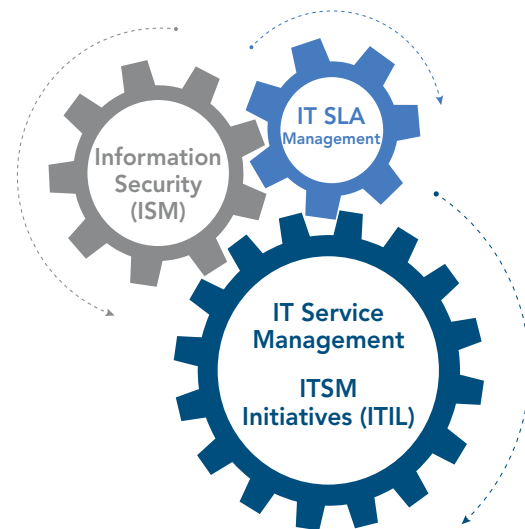 Information
Security
(ISM)
IT SLA
Management
IT Service
Management
ITSM
Initiatives (ITIL)